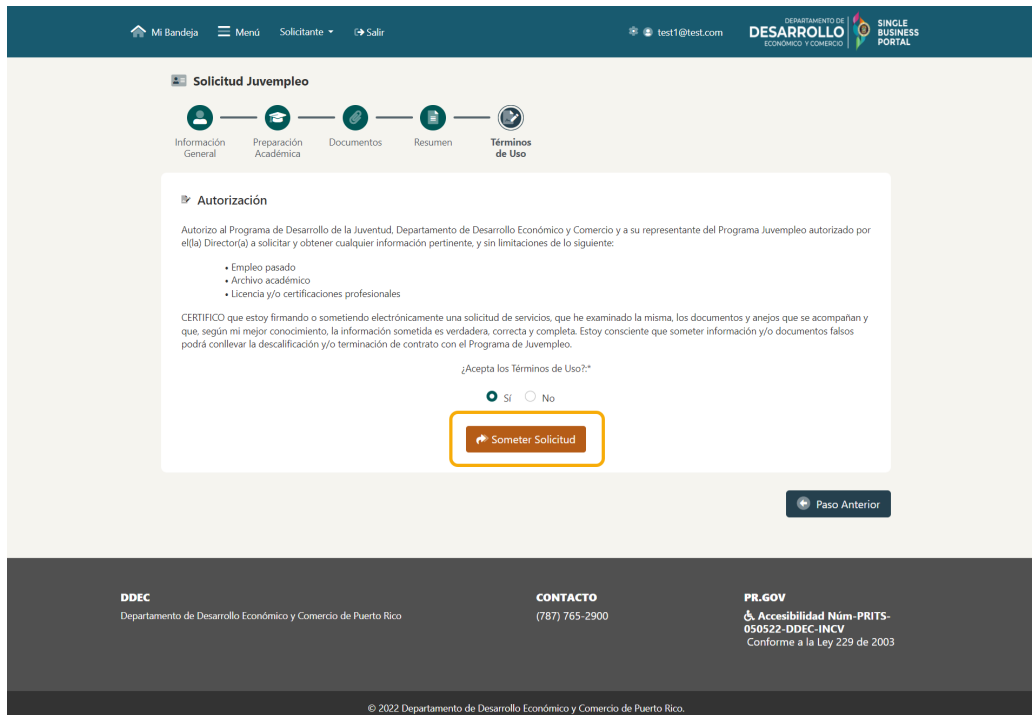 Mi Bandeja Menú Solicitante Salir test1@test.com
DEPARTAMENTO DE
DESARROLLO
ECONÓMICO Y COMERCIO
SINGLE
BUSINESS
PORTAL
Solicitud Juvempleo
Información
General
Preparación
Académica
Documentos
Resumen
Términos
de Uso
Autorización
Autorizo al Programa de Desarrollo de la Juventud, Departamento de Desarrollo Económico y Comercio y a su representante del Programa Juvempleo autorizado por
el(la) Director(a) a solicitar y obtener cualquier información pertinente, y sin limitaciones de lo siguiente:
• Empleo pasado
• Archivo académico
• Licencia y/o certificaciones profesionales
CERTIFICO que estoy firmando o sometiendo electrónicamente una solicitud de servicios, que he examinado la misma, los documentos y anejos que se acompañan y
que, según mi mejor conocimiento, la información sometida es verdadera, correcta y completa. Estoy consciente que someter información y/o documentos falsos
podrá conllevar la descalificación y/o terminación de contrato con el Programa de Juvempleo.
¿Acepta los Términos de Uso?:*
Sí No
Someter Solicitud
Paso Anterior
DDEC
Departamento de Desarrollo Económico y Comercio de Puerto Rico
CONTACTO
(787) 765-2900
PR.GOV
Accesibilidad Núm-PRITS-
050522-DDEC-INCV
Conforme a la Ley 229 de 2003
© 2022 Departamento de Desarrollo Económico y Comercio de Puerto Rico.